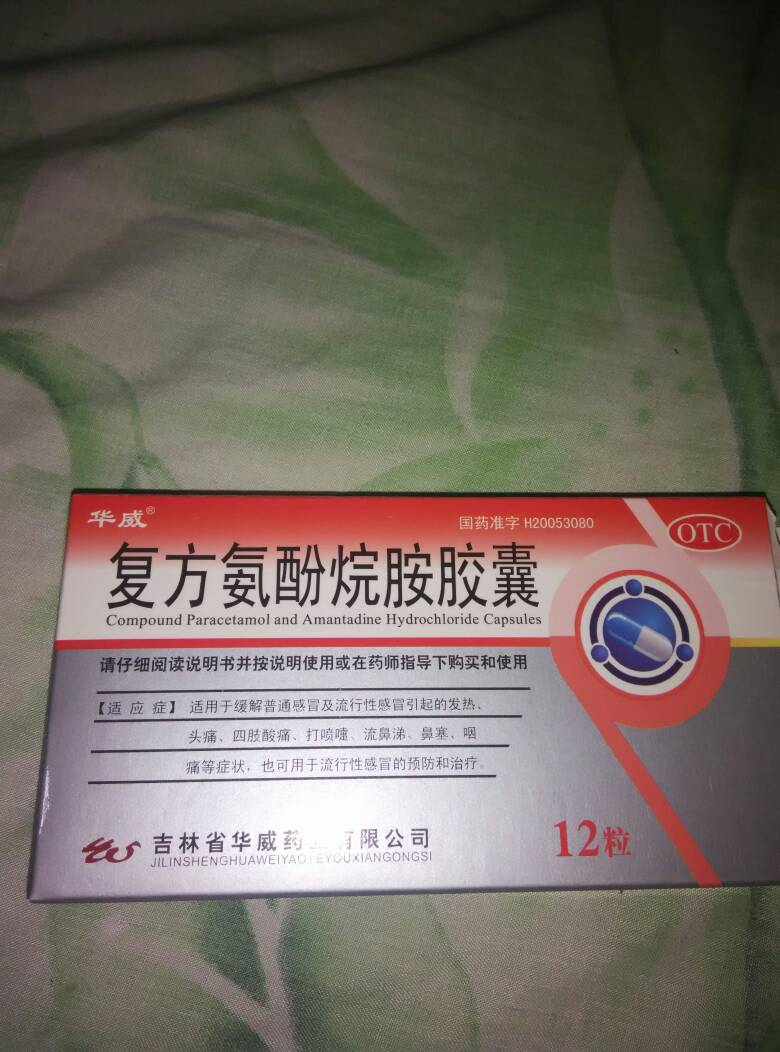 华威®
国药准字 H20053080
OTC
复方氨酚烷胺胶囊
Compound Paracetamol and Amantadine Hydrochloride Capsules
请仔细阅读说明书并按说明使用或在药师指导下购买和使用
【适 应 症】 适用于缓解普通感冒及流行性感冒引起的发热、
头痛、四肢酸痛、打喷嚏、流鼻涕、鼻塞、咽
痛等症状，也可用于流行性感冒的预防和治疗。
吉林省华威药 有限公司
JILINSHENGHUAWEIYAOYEYOUXIANGONGSI
12粒